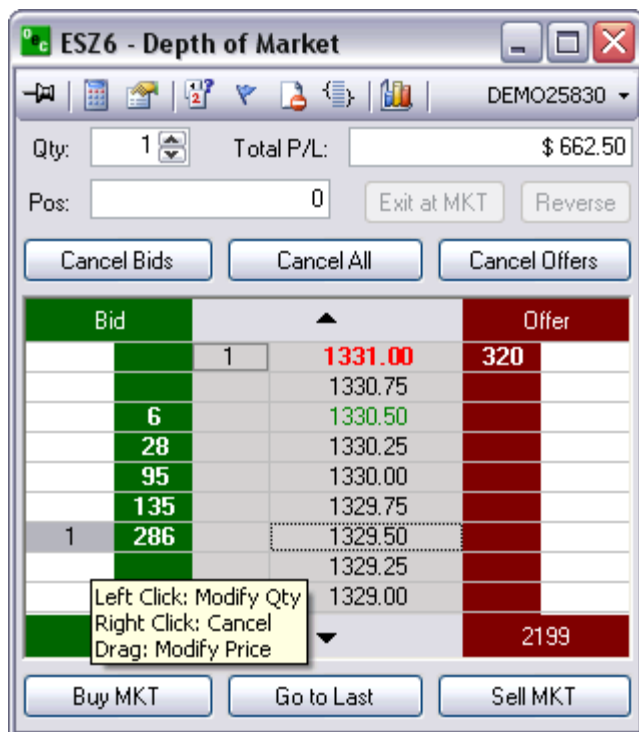 Oec ESZ6 - Depth of Market
DEMO25830
Qty: 1 Total P/L: $ 662.50
Pos: 0 Exit at MKT Reverse
Cancel Bids Cancel All Cancel Offers
Bid Offer
1 1331.00 320
1330.75
6 1330.50
28 1330.25
95 1330.00
135 1329.75
1 286 1329.50
1329.25
1329.00
Left Click: Modify Qty
Right Click: Cancel
Drag: Modify Price
2199
Buy MKT Go to Last Sell MKT